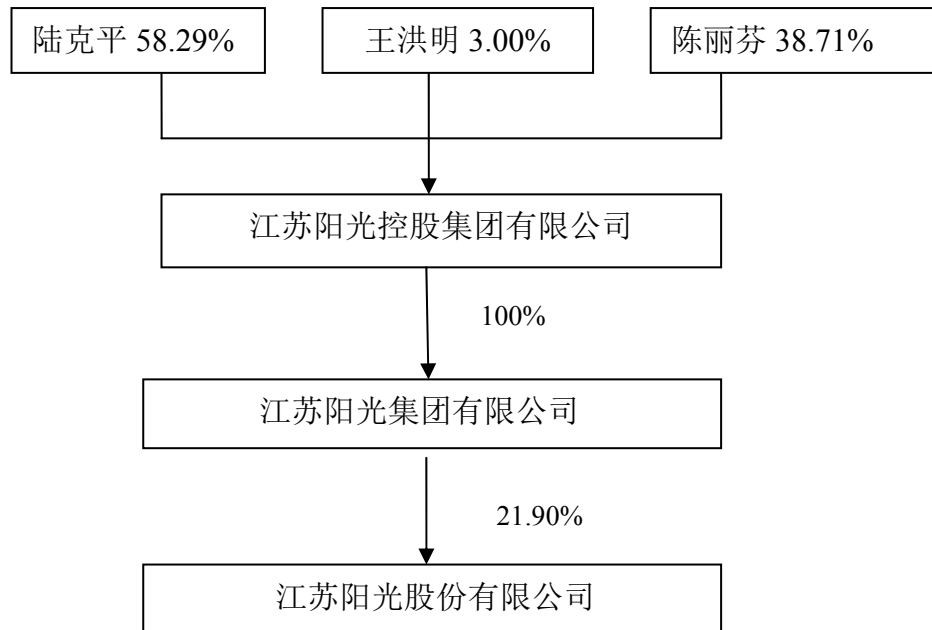 陆克平 58.29%
王洪明 3.00%
陈丽芬 38.71%
江苏阳光控股集团有限公司
100%
江苏阳光集团有限公司
21.90%
江苏阳光股份有限公司